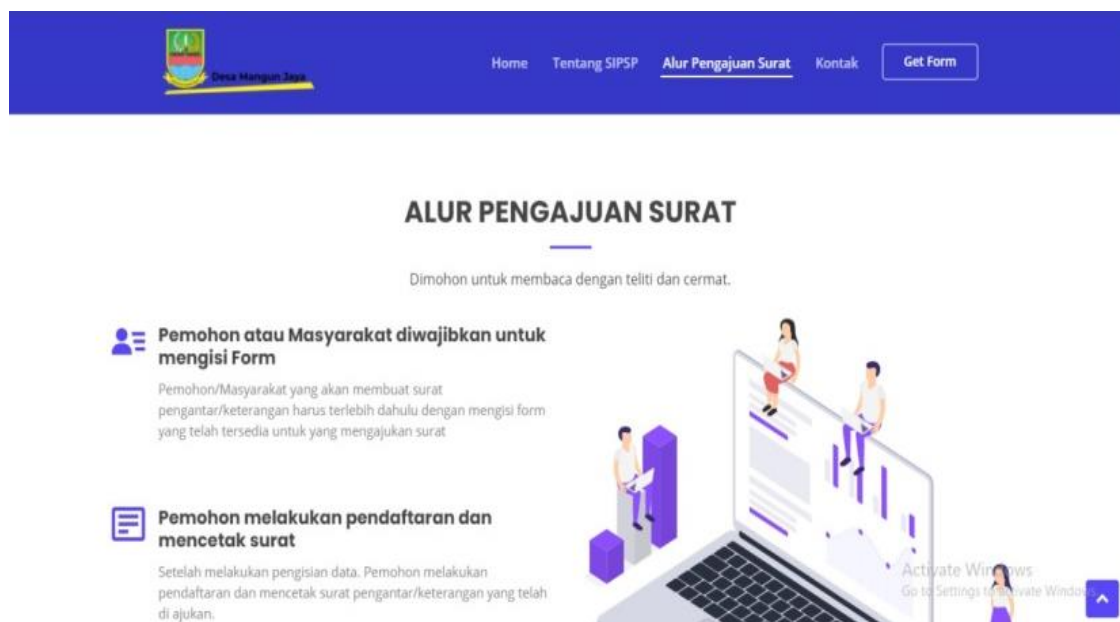 Desa Mangun Jaya
Home Tentang SIPSP Alur Pengajuan Surat Kontak Get Form
ALUR PENGAJUAN SURAT
Dimohon untuk membaca dengan teliti dan cermat.
Pemohon atau Masyarakat diwajibkan untuk
mengisi Form
Pemohon/Masyarakat yang akan membuat surat
pengantar/keterangan harus terlebih dahulu dengan mengisi form
yang telah tersedia untuk yang mengajukan surat
Pemohon melakukan pendaftaran dan
mencetak surat
Setelah melakukan pengisian data. Pemohon melakukan
pendaftaran dan mencetak surat pengantar/keterangan yang telah
di ajukan.
Activate Windows
Go to Settings to activate Windows.